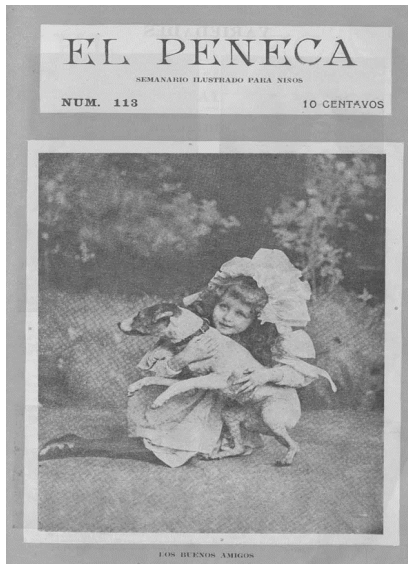 EL PENECA
SEMANARIO ILUSTRADO PARA NIÑOS
NUM. 113 10 CENTAVOS
LOS BUENOS AMIGOS